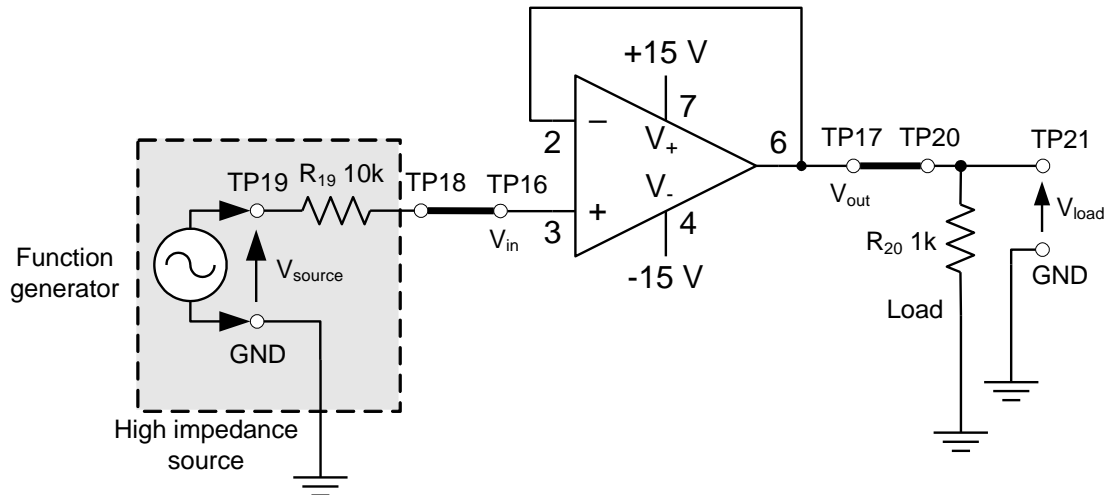 +15 V
7
2
−
V+
6
TP17
TP20
TP21
R19 10k
TP19
TP18
TP16
V-
+
3
4
Vin
Vout
Vload
Function
generator
Vsource
-15 V
R20 1k
GND
Load
GND
High impedance
source